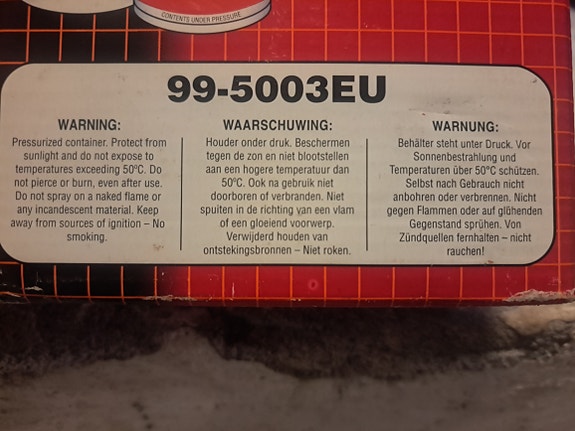 CONTENTS UNDER PRESSURE
99-5003EU
WARNING:
Pressurized container. Protect from
sunlight and do not expose to
temperatures exceeding 50ºC. Do
not pierce or burn, even after use.
Do not spray on a naked flame or
any incandescent material. Keep
away from sources of ignition – No
smoking.
WAARSCHUWING:
Houder onder druk. Beschermen
tegen de zon en niet blootstellen
aan een hogere temperatuur dan
50ºC. Ook na gebruik niet
doorboren of verbranden. Niet
spuiten in de richting van een vlam
of een gloeiend voorwerp.
Verwijderd houden van
ontstekingsbronnen – Niet roken.
WARNUNG:
Behälter steht unter Druck. Vor
Sonnenbestrahlung und
Temperaturen über 50°C schützen.
Selbst nach Gebrauch nicht
anbohren oder verbrennen. Nicht
gegen Flammen oder auf glühenden
Gegenstand sprühen. Von
Zündquellen fernhalten – nicht
rauchen!